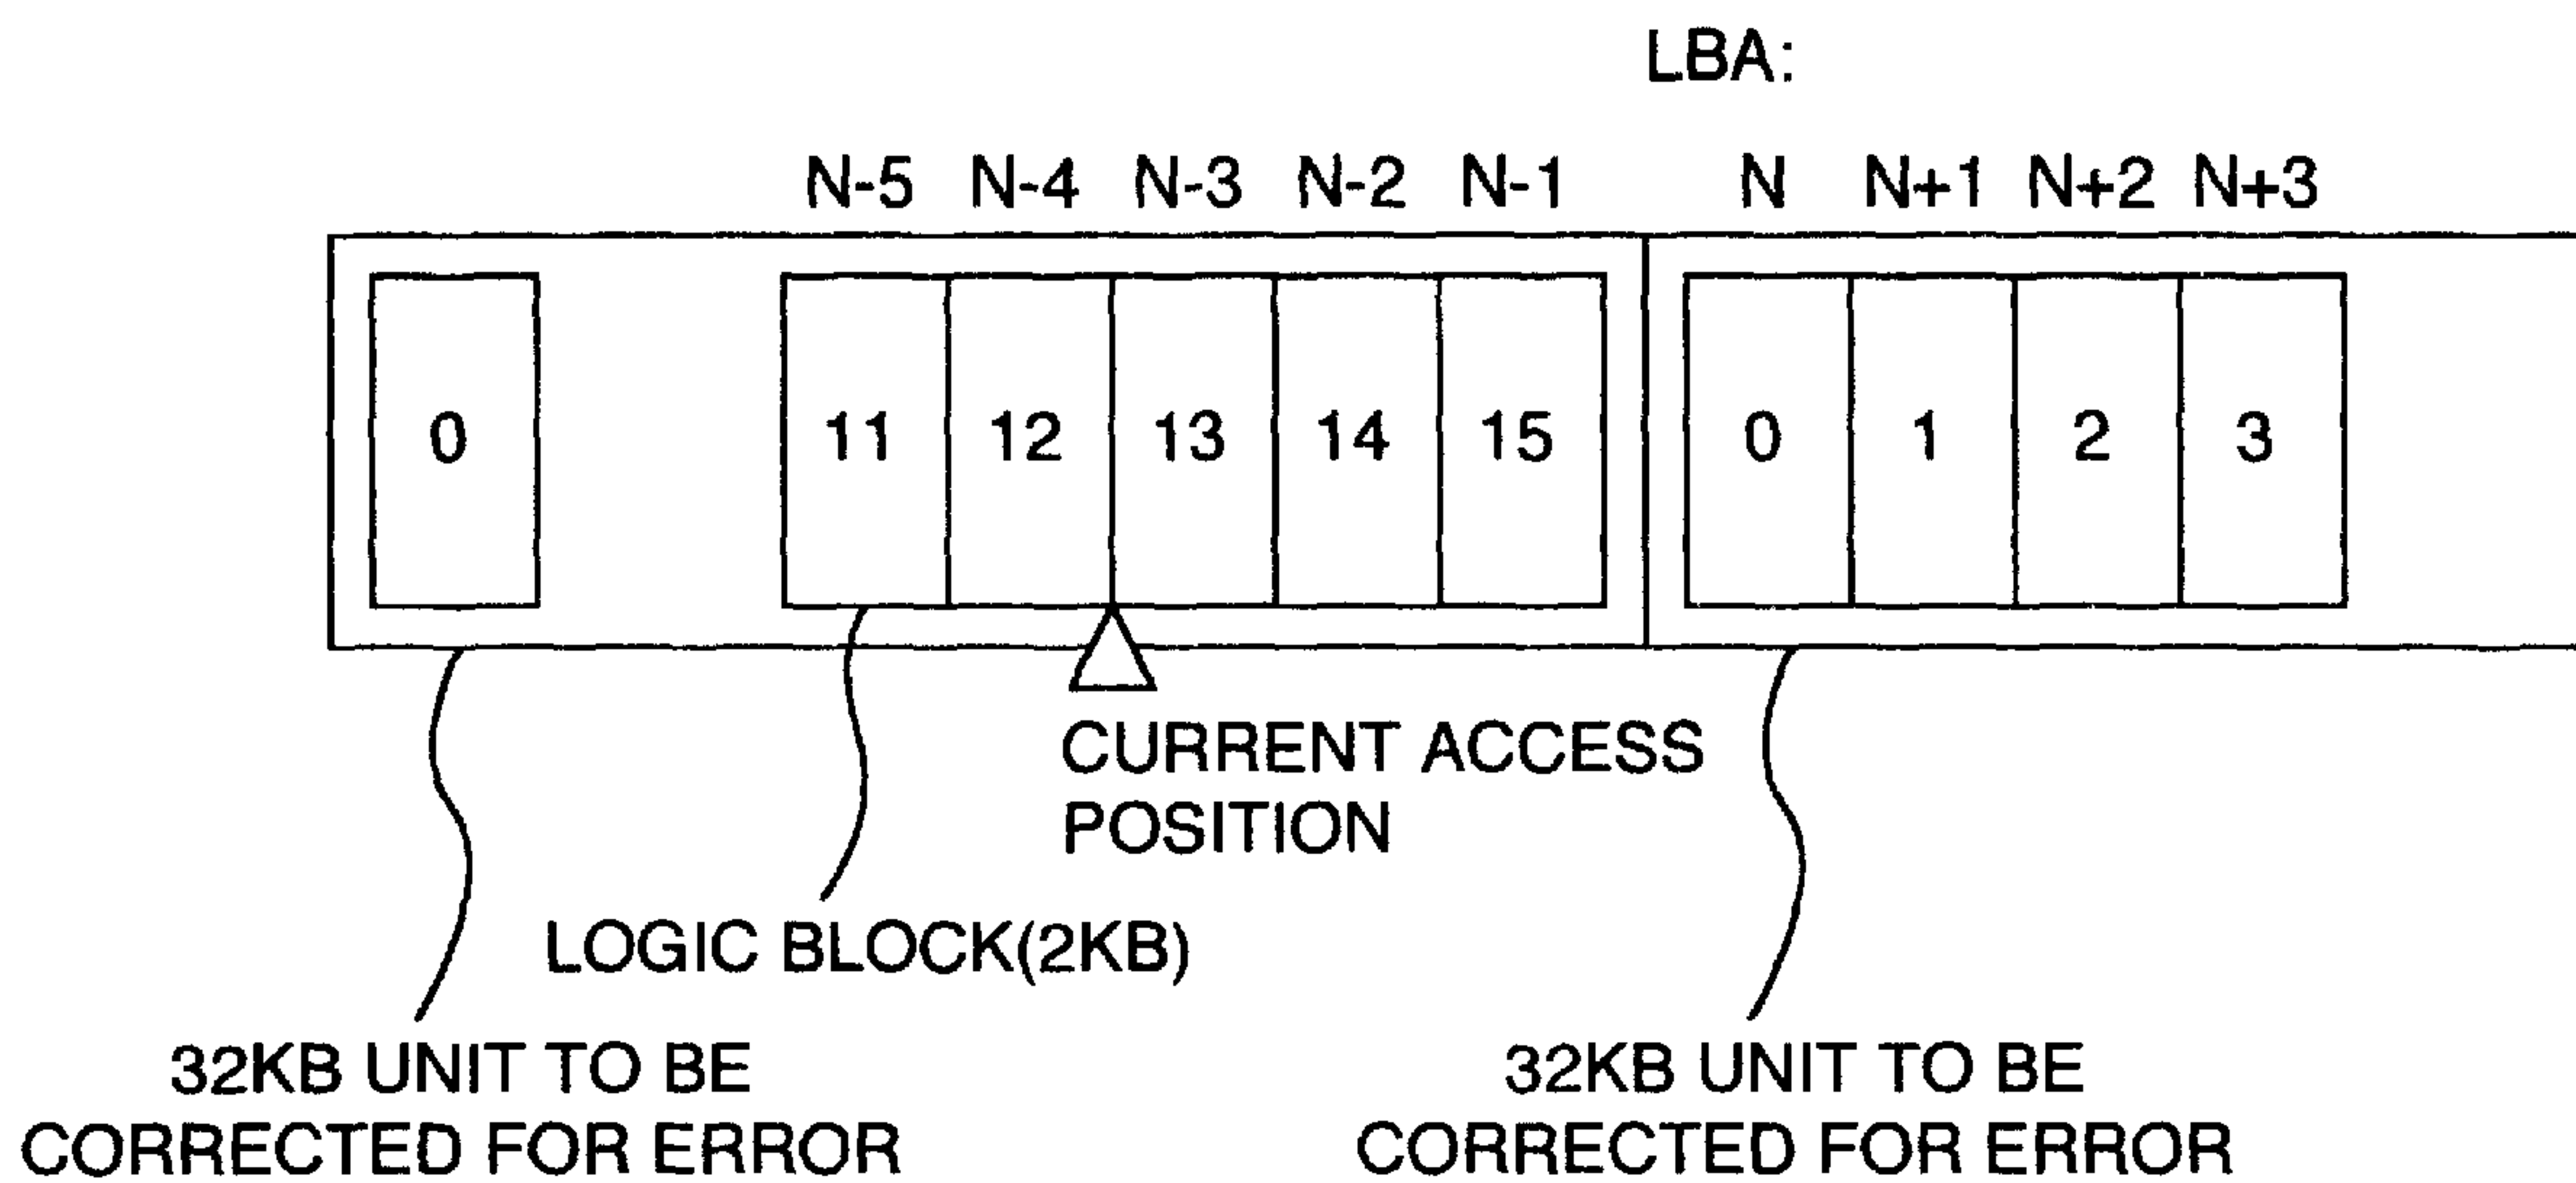 LBA:
N-5 N-4 N-3 N-2 N-1 N N+1 N+2 N+3
0 11 12 13 14 15 0 1 2 3
CURRENT ACCESS
POSITION
LOGIC BLOCK(2KB)
32KB UNIT TO BE
CORRECTED FOR ERROR
32KB UNIT TO BE
CORRECTED FOR ERROR